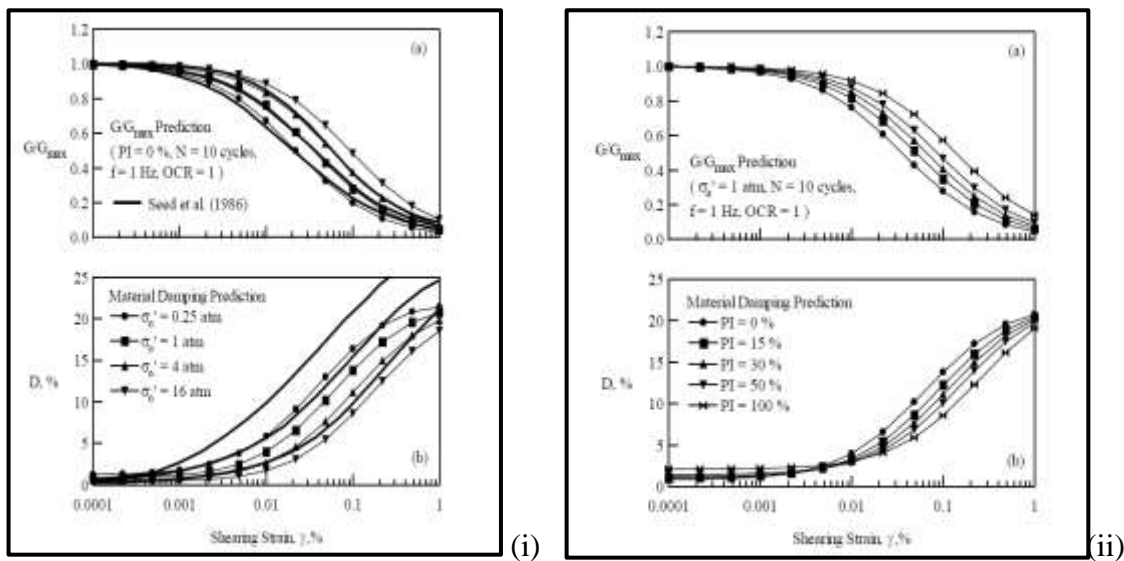 1.2
1.0
0.8
0.6
0.4
0.2
0.0
G/Gmax
(a)
G/Gmax Prediction
( PI = 0 %, N = 10 cycles,
f = 1 Hz, OCR = 1 )
Seed et al. (1986)
25
20
15
10
5
0
D, %
Material Damping Prediction
σo' = 0.25 atm
σo' = 1 atm
σo' = 4 atm
σo' = 16 atm
(b)
0.0001 0.001 0.01 0.1 1
Shearing Strain, γ,%
(i)
1.2
1.0
0.8
0.6
0.4
0.2
0.0
G/Gmax
(a)
G/Gmax Prediction
( σo' = 1 atm, N = 10 cycles,
f = 1 Hz, OCR = 1 )
25
20
15
10
5
0
D, %
Material Damping Prediction
PI = 0 %
PI = 15 %
PI = 30 %
PI = 50 %
PI = 100 %
(b)
0.0001 0.001 0.01 0.1 1
Shearing Strain, γ,%
(ii)